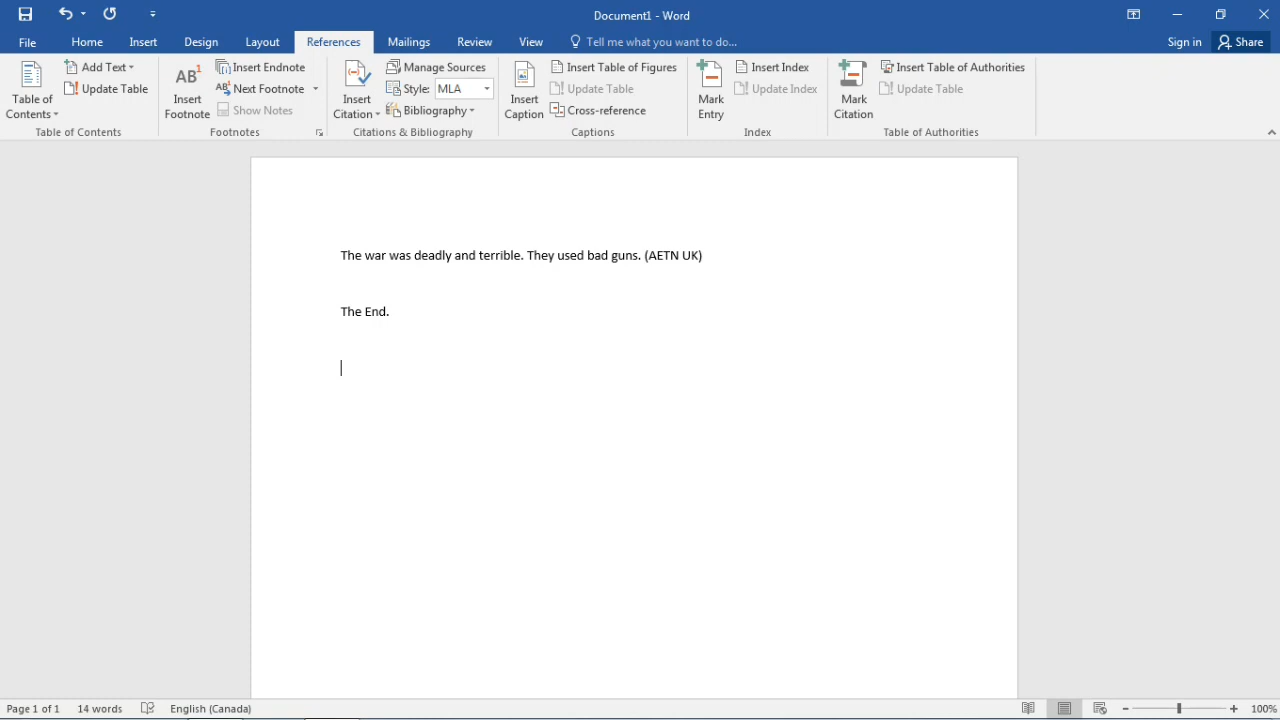 Document1 - Word
File Home Insert Design Layout References Mailings Review View Tell me what you want to do... Sign in Share
Table of Contents
Add Text
Update Table
Table of Contents
AB1
Insert Footnote
Insert Endnote
AB1 Next Footnote
Show Notes
Footnotes
Insert Citation
Manage Sources
Style: MLA
Bibliography
Citations & Bibliography
Insert Caption
Insert Table of Figures
Update Table
Cross-reference
Captions
Mark Entry
Insert Index
Update Index
Index
Mark Citation
Insert Table of Authorities
Update Table
Table of Authorities
The war was deadly and terrible. They used bad guns. (AETN UK)
The End.
Page 1 of 1 14 words English (Canada) 100%